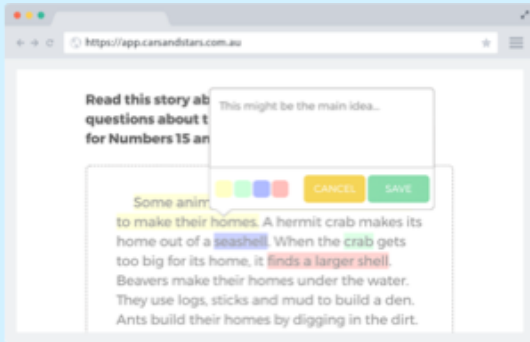 https://app.carsandstars.com.au
Read this story ab
questions about t
for Numbers 15 an
This might be the main idea...
CANCEL
SAVE
Some anim
to make their homes. A hermit crab makes its
home out of a seashell. When the crab gets
too big for its home, it finds a larger shell.
Beavers make their homes under the water.
They use logs, sticks and mud to build a den.
Ants build their homes by digging in the dirt.